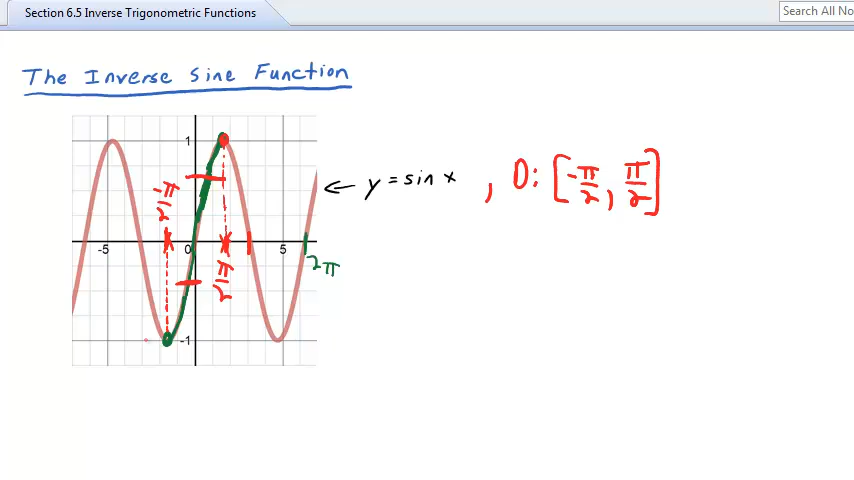 Section 6.5 Inverse Trigonometric Functions
Search All No
The Inverse Sine Function
1
← y = sin x , D: [-π/2, π/2]
-π/2
-5
0
5
π/2
2π
-1